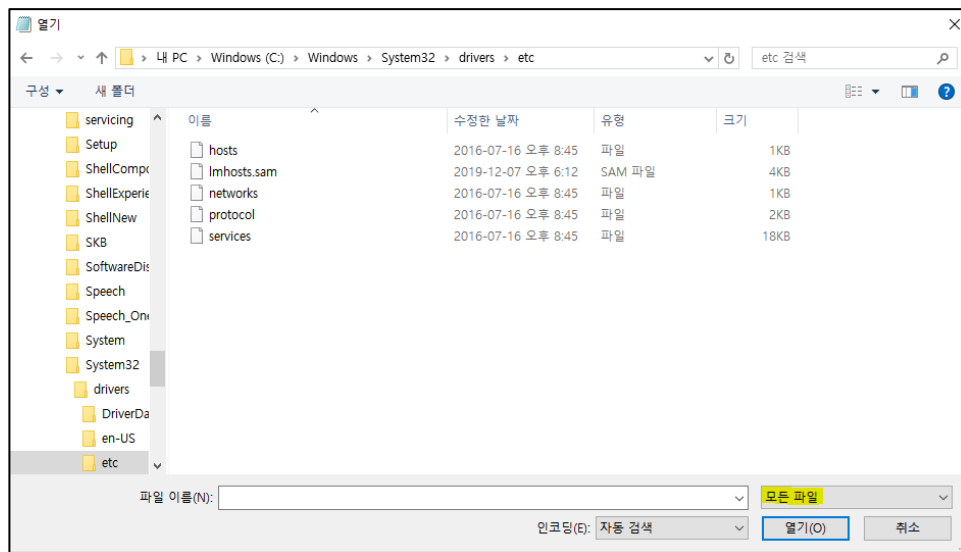 열기
내 PC > Windows (C:) > Windows > System32 > drivers > etc
etc 검색
구성
새 폴더
servicing
Setup
ShellCompo
ShellExperie
ShellNew
SKB
SoftwareDis
Speech
Speech_One
System
System32
drivers
DriverDa
en-US
etc
이름 수정한 날짜 유형 크기
hosts 2016-07-16 오후 8:45 파일 1KB
lmhosts.sam 2019-12-07 오후 6:12 SAM 파일 4KB
networks 2016-07-16 오후 8:45 파일 1KB
protocol 2016-07-16 오후 8:45 파일 2KB
services 2016-07-16 오후 8:45 파일 18KB
파일 이름(N): 모든 파일
인코딩(E): 자동 검색 열기(O) 취소